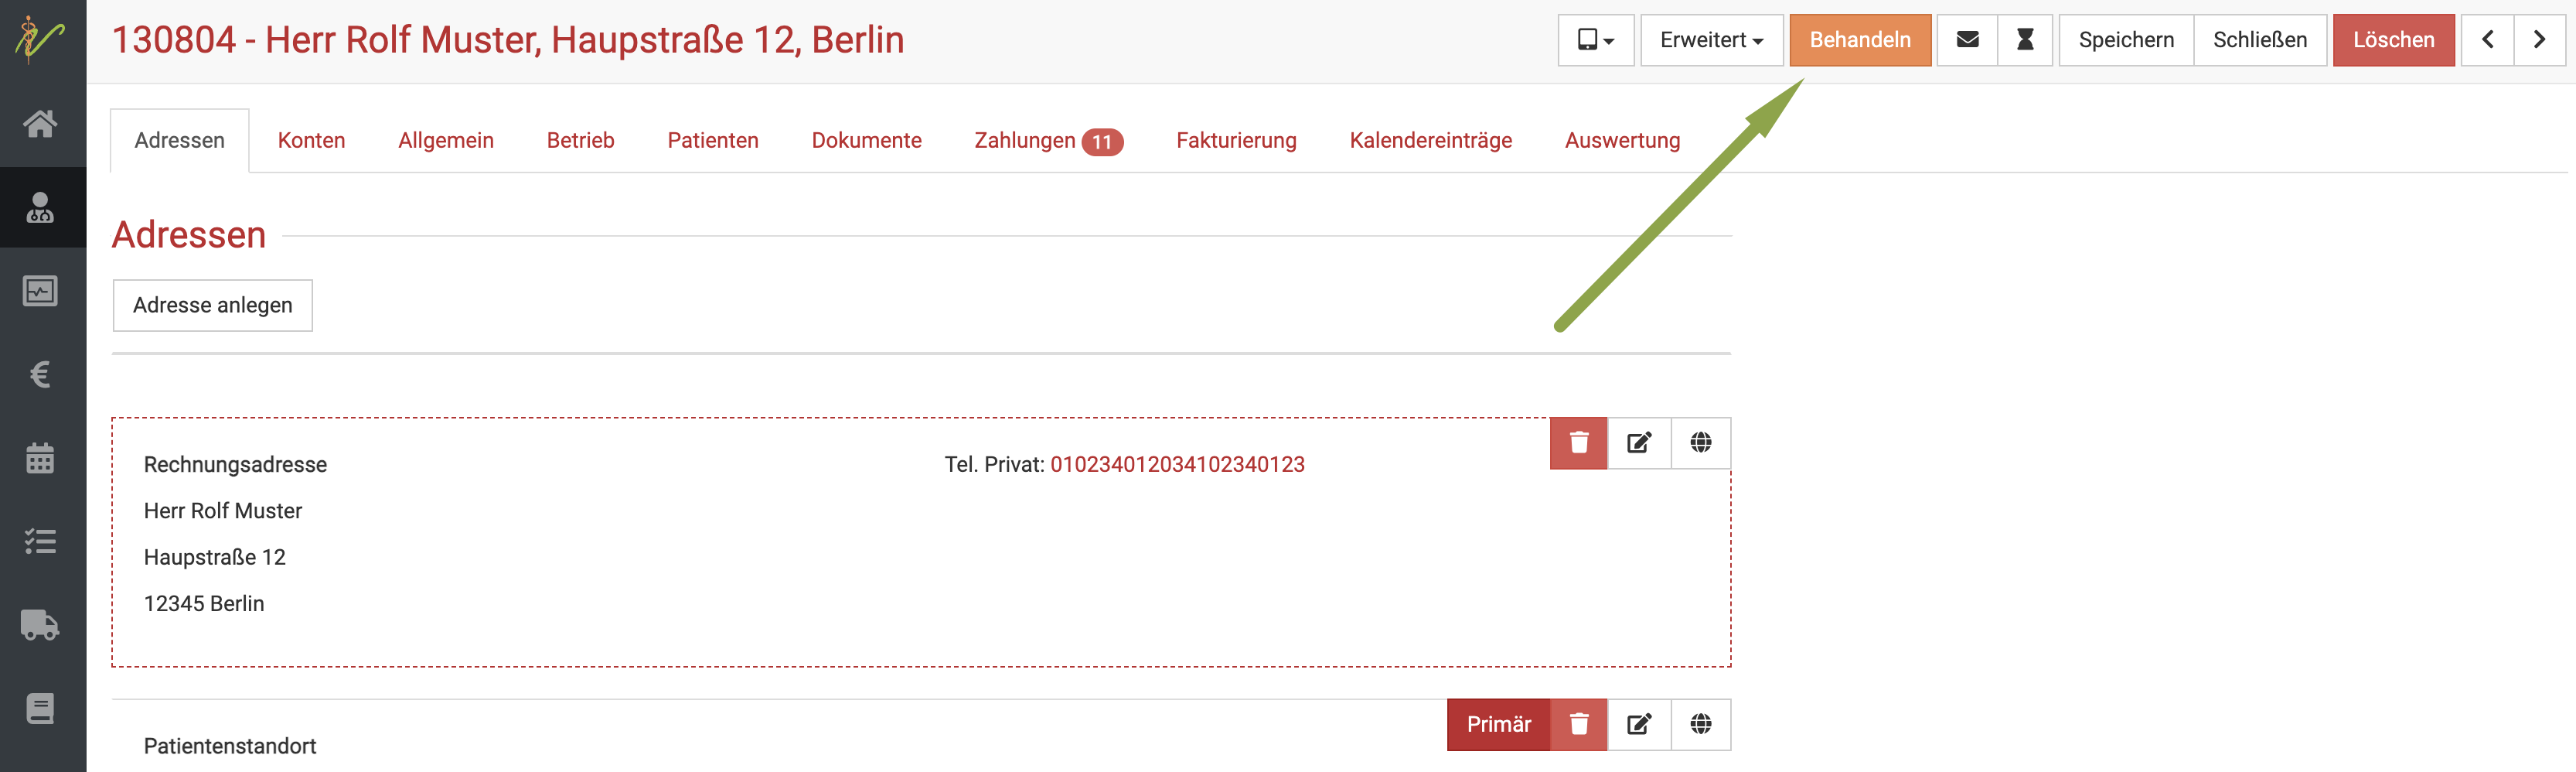 130804 - Herr Rolf Muster, Haupstraße 12, Berlin
Erweitert
Behandeln
Speichern
Schließen
Löschen
Adressen
Konten
Allgemein
Betrieb
Patienten
Dokumente
Zahlungen 11
Fakturierung
Kalendereinträge
Auswertung
Adressen
Adresse anlegen
Rechnungsadresse
Tel. Privat: 010234012034102340123
Herr Rolf Muster
Haupstraße 12
12345 Berlin
Primär
Patientenstandort